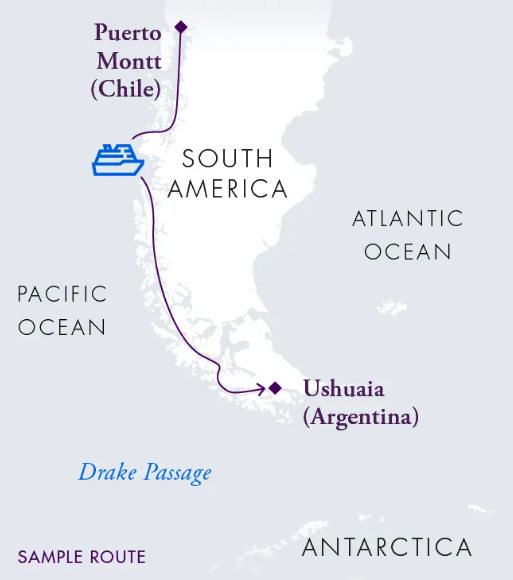 Puerto
Montt
(Chile)
SOUTH
AMERICA
ATLANTIC
OCEAN
PACIFIC
OCEAN
Ushuaia
(Argentina)
Drake Passage
ANTARCTICA
SAMPLE ROUTE